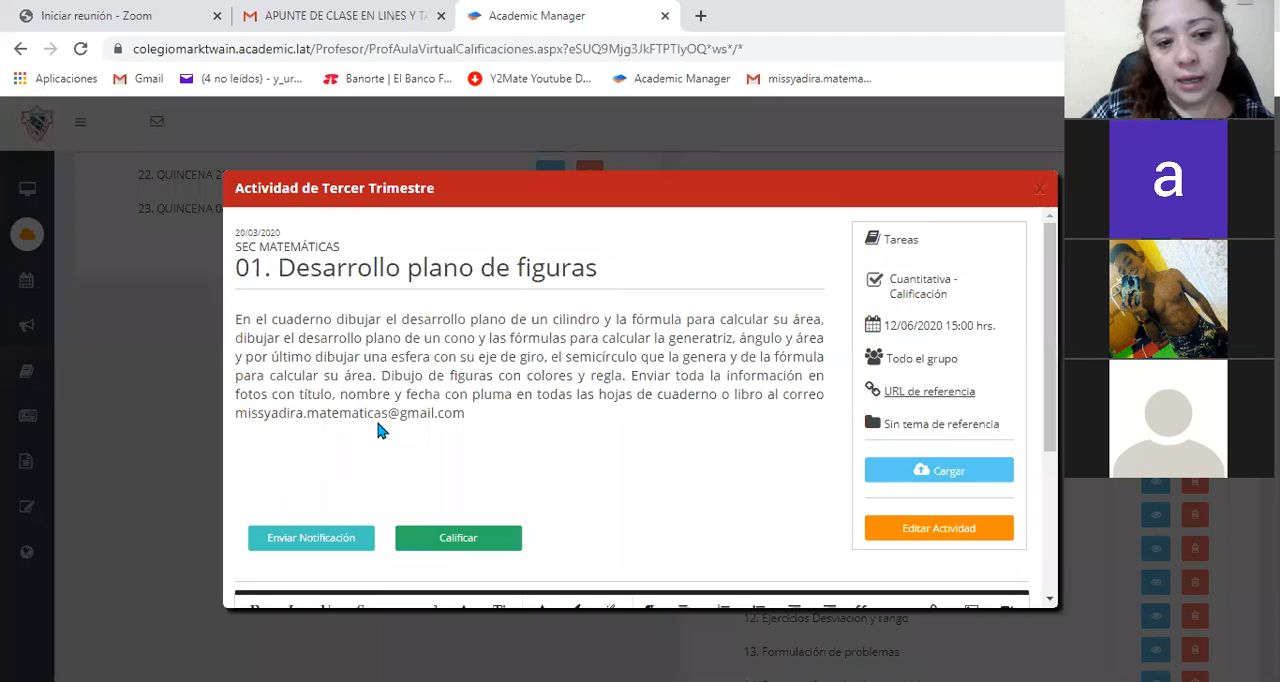 Iniciar reunión - Zoom
APUNTE DE CLASE EN LINES Y TA
Academic Manager
colegiomarktwain.academic.lat/Profesor/ProfAulaVirtualCalificaciones.aspx?eSUQ9Mjg3JkFTPTIyOQ*ws*/*
Aplicaciones
Gmail
(4 no leídos) - y_ur...
Banorte | El Banco F...
Y2Mate Youtube D...
Academic Manager
missyadira.matema...
22. QUINCENA 2
23. QUINCENA 0
Actividad de Tercer Trimestre
X
20/03/2020
SEC MATEMÁTICAS
01. Desarrollo plano de figuras
En el cuaderno dibujar el desarrollo plano de un cilindro y la fórmula para calcular su área,
dibujar el desarrollo plano de un cono y las fórmulas para calcular la generatriz, ángulo y área
y por último dibujar una esfera con su eje de giro, el semicírculo que la genera y de la fórmula
para calcular su área. Dibujo de figuras con colores y regla. Enviar toda la información en
fotos con título, nombre y fecha con pluma en todas las hojas de cuaderno o libro al correo
missyadira.matematicas@gmail.com
Enviar Notificación
Calificar
Tareas
Cuantitativa -
Calificación
12/06/2020 15:00 hrs.
Todo el grupo
URL de referencia
Sin tema de referencia
Cargar
Editar Actividad
12. Ejercicios Desviación y rango
13. Formulación de problemas
a